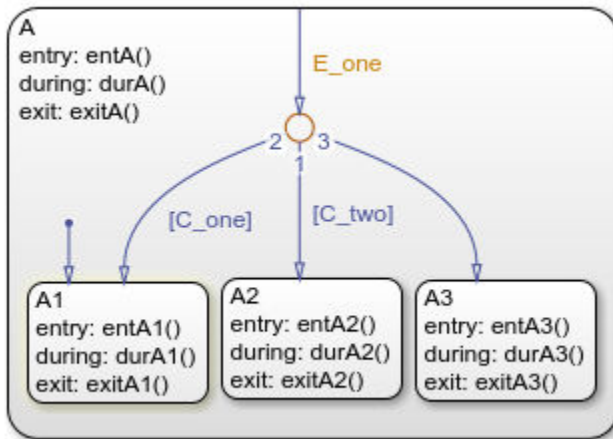 A
entry: entA()
during: durA()
exit: exitA()
E_one
2
3
1
[C_one]
[C_two]
A1
entry: entA1()
during: durA1()
exit: exitA1()
A2
entry: entA2()
during: durA2()
exit: exitA2()
A3
entry: entA3()
during: durA3()
exit: exitA3()